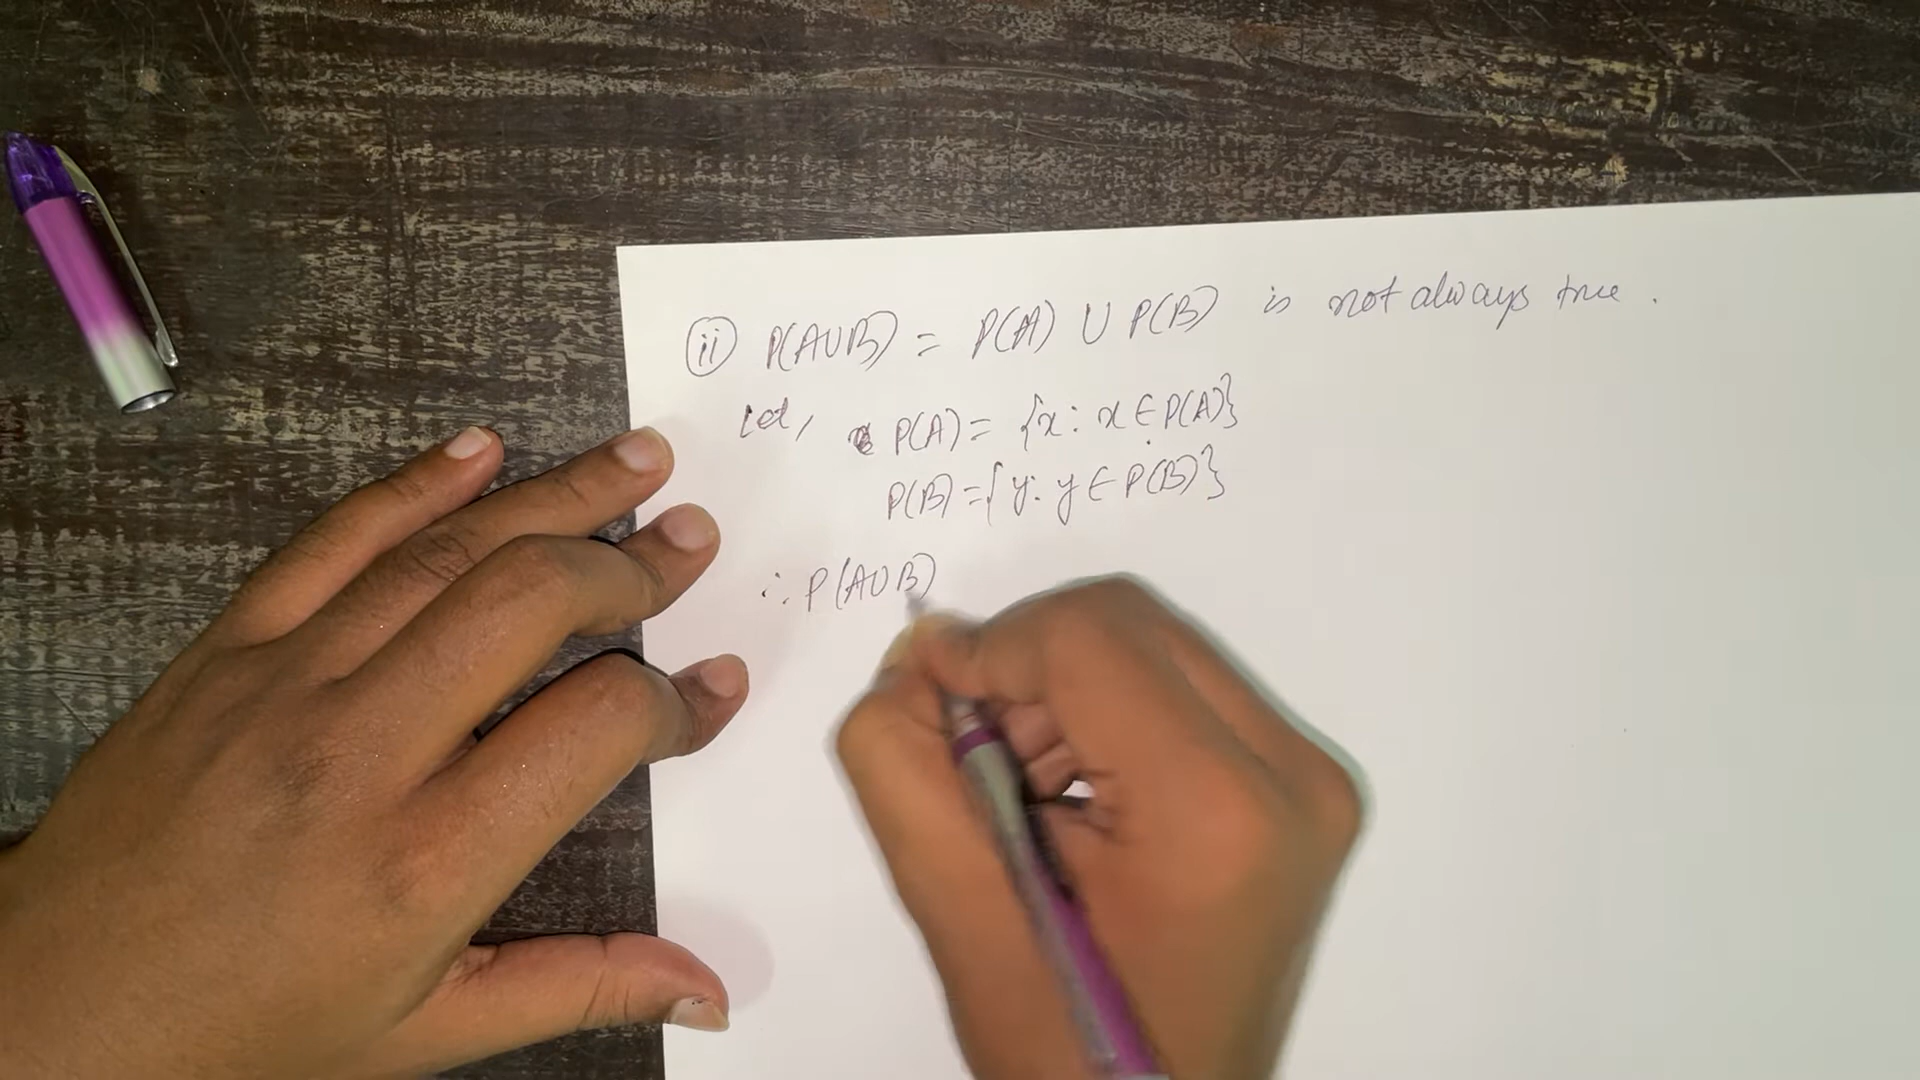 (ii) P(A∪B) = P(A) ∪ P(B) is not always true.
Let, P(A) = {x: x ∈ P(A)}
P(B) = {y: y ∈ P(B)}
∴ P(A∪B)